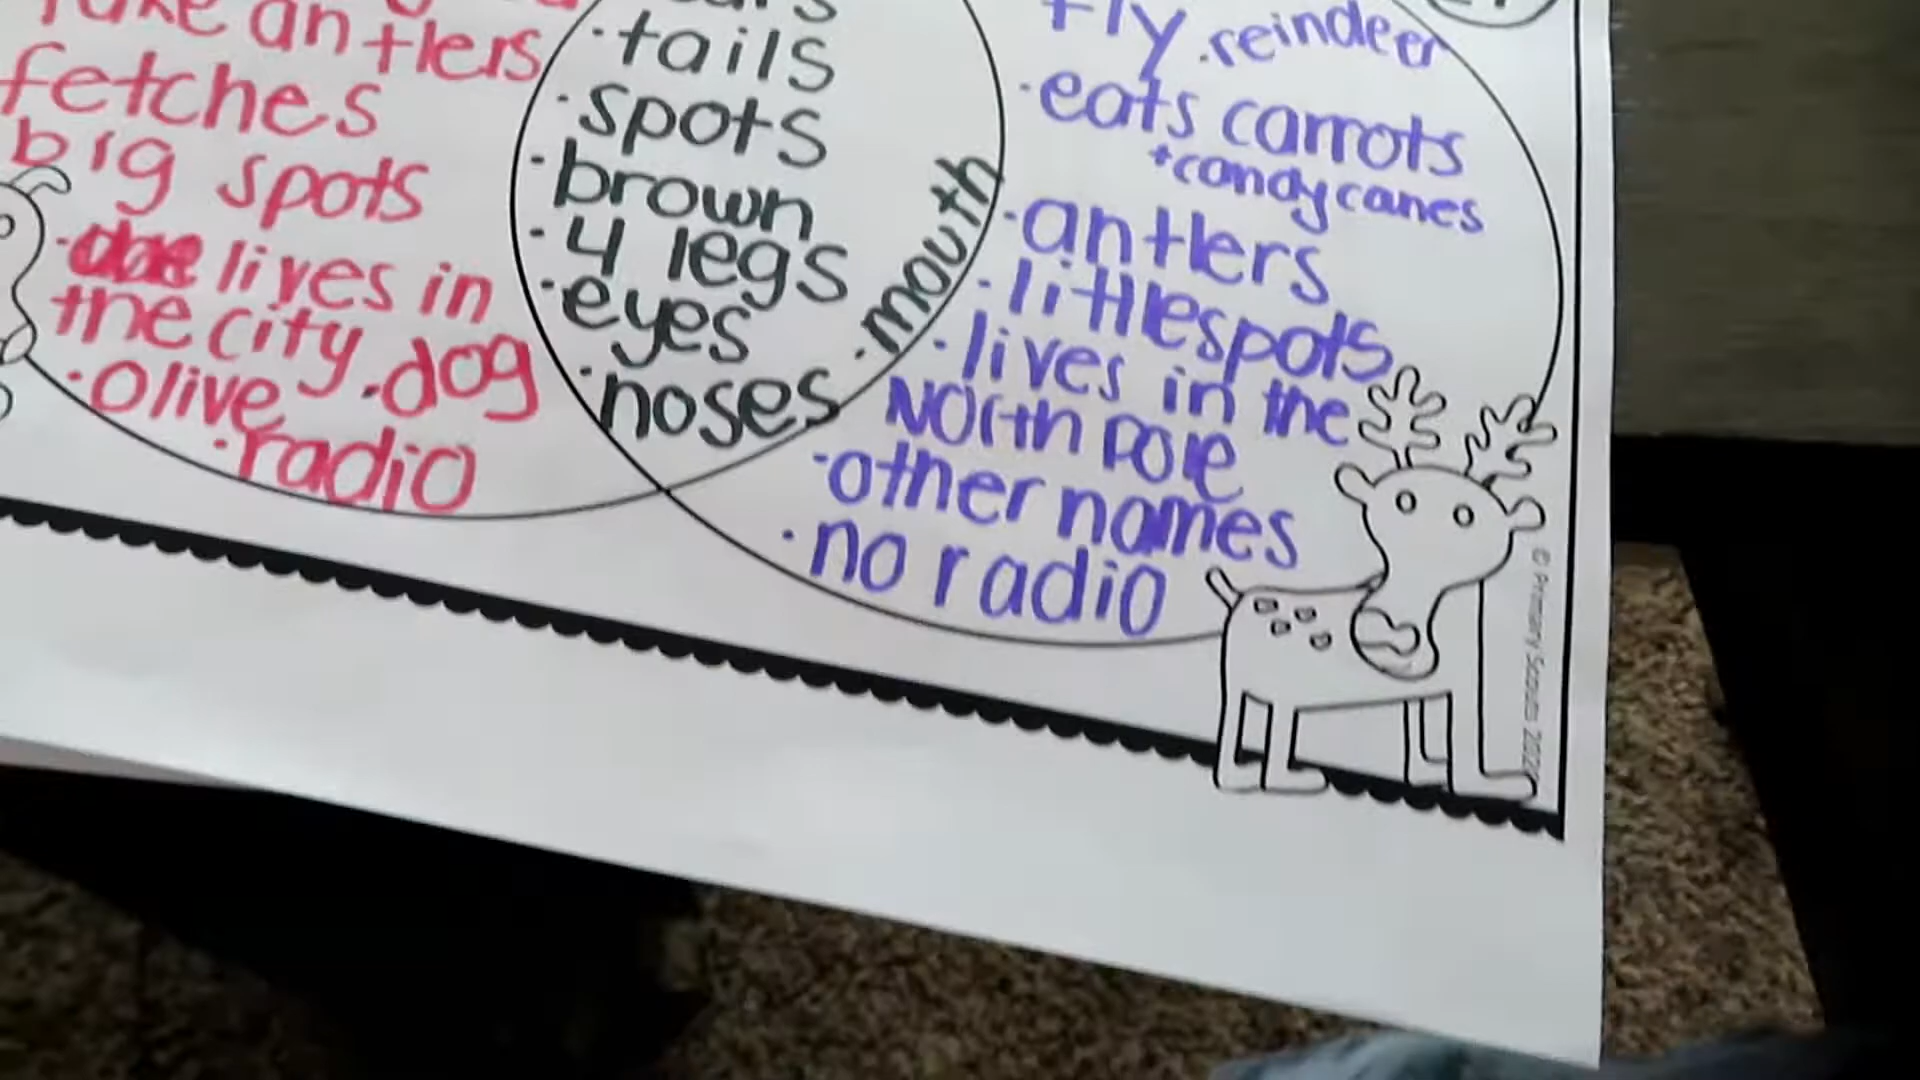 antlers
fetches
big spots
·lives in
the city ·dog
·olive
·radio
·tails
·spots
·brown
·4 legs
·eyes
·noses
·mouth
fly ·reindeer
·eats carrots
+candy canes
·antlers
·little spots
·lives in the
North Pole
·other names
·no radio
© Primary Scouts 2022